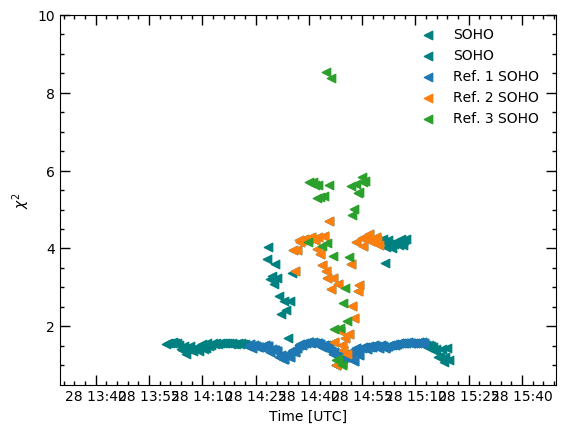 10
SOHO
SOHO
Ref. 1 SOHO
Ref. 2 SOHO
Ref. 3 SOHO
8
6
χ²
4
2
28 13:40 28 13:55 28 14:10 28 14:25 28 14:40 28 14:55 28 15:10 28 15:25 28 15:40
Time [UTC]